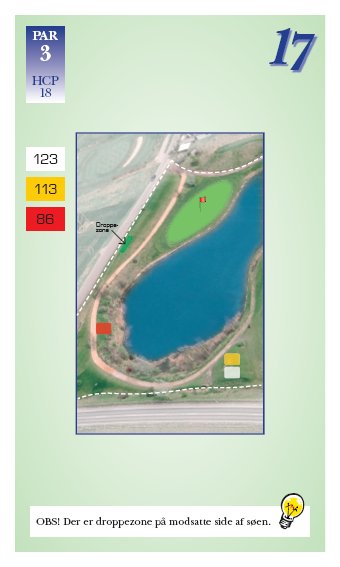 PAR
3
HCP
18
17
123
113
86
Droppe-
zone
OBS! Der er droppezone på modsatte side af søen.